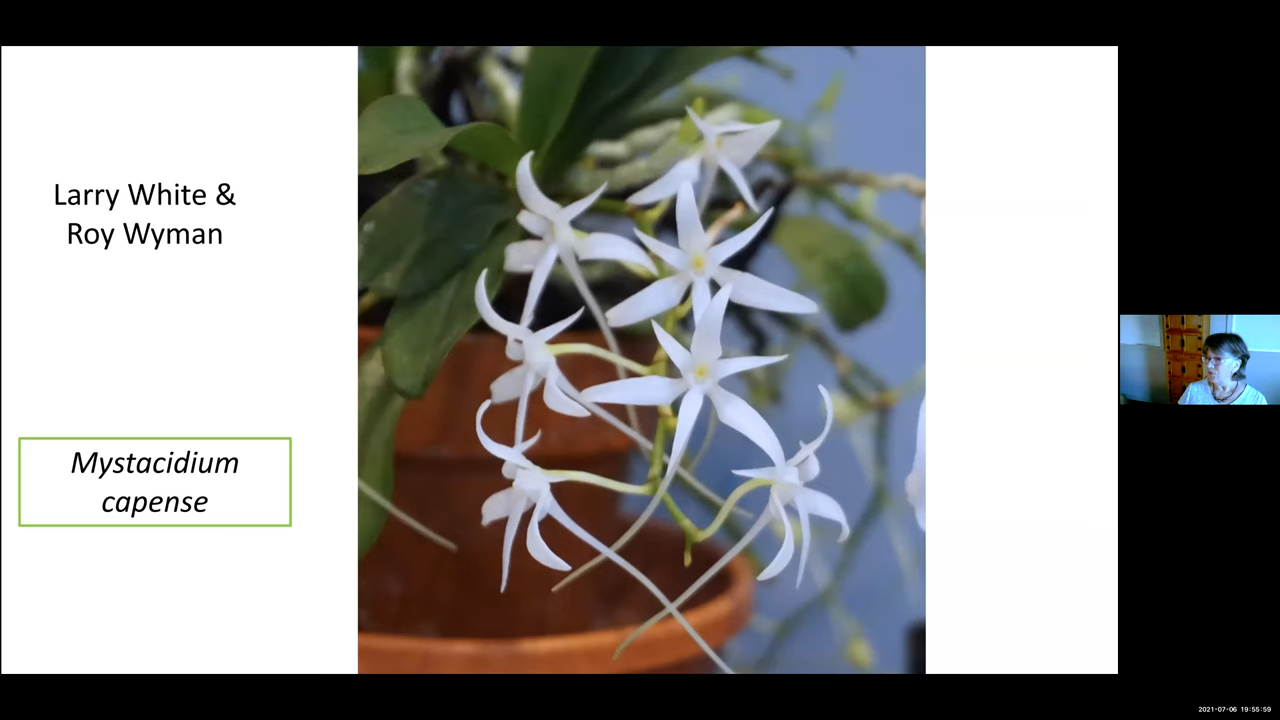 Larry White &
Roy Wyman
Mystacidium
capense
2021-07-06 19:55:59